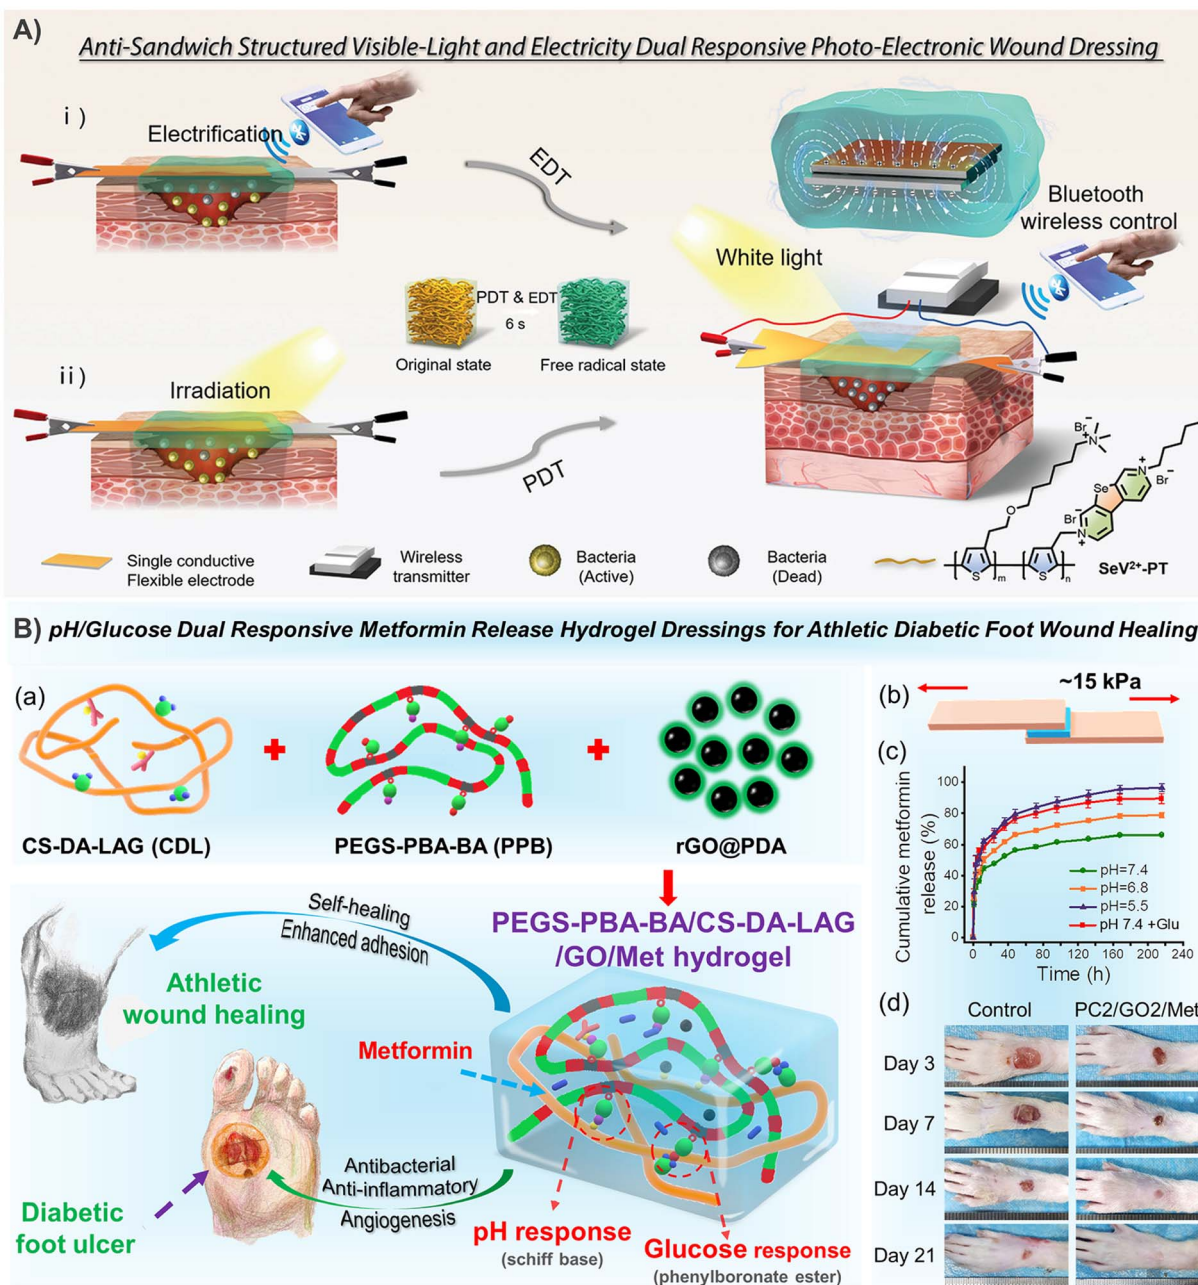 A)
Anti-Sandwich Structured Visible-Light and Electricity Dual Responsive Photo-Electronic Wound Dressing
i)
Electrification
EDT
Bluetooth
wireless control
White light
PDT & EDT
6 s
Original state
Free radical state
ii)
Irradiation
PDT
Br⁻
N⁺
N⁺
Br⁻
Se
O
Br⁻
N⁺
S
m
S
n
SeV²⁺-PT
Single conductive
Flexible electrode
Wireless
transmitter
Bacteria
(Active)
Bacteria
(Dead)
B) pH/Glucose Dual Responsive Metformin Release Hydrogel Dressings for Athletic Diabetic Foot Wound Healing
(a)
CS-DA-LAG (CDL)
PEGS-PBA-BA (PPB)
rGO@PDA
(b)
~15 kPa
(c)
Cumulative metformin
release (%)
100
80
60
40
20
0
pH=7.4
pH=6.8
pH=5.5
pH 7.4 +Glu
0 40 80 120 160 200 240
Time (h)
Self-healing
Enhanced adhesion
PEGS-PBA-BA/CS-DA-LAG
/GO/Met hydrogel
Athletic
wound healing
Metformin
Antibacterial
Anti-inflammatory
Angiogenesis
Diabetic
foot ulcer
pH response
(schiff base)
Glucose response
(phenylboronate ester)
(d)
Control
PC2/GO2/Met
Day 3
Day 7
Day 14
Day 21